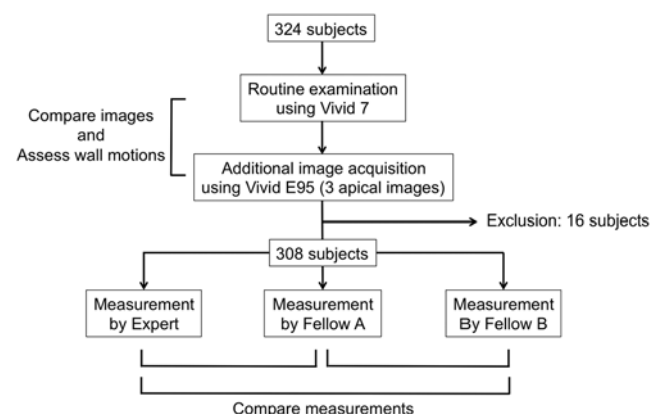 324 subjects
Routine examination
using Vivid 7
Compare images
and
Assess wall motions
Additional image acquisition
using Vivid E95 (3 apical images)
Exclusion: 16 subjects
308 subjects
Measurement
by Expert
Measurement
by Fellow A
Measurement
By Fellow B
Compare measurements